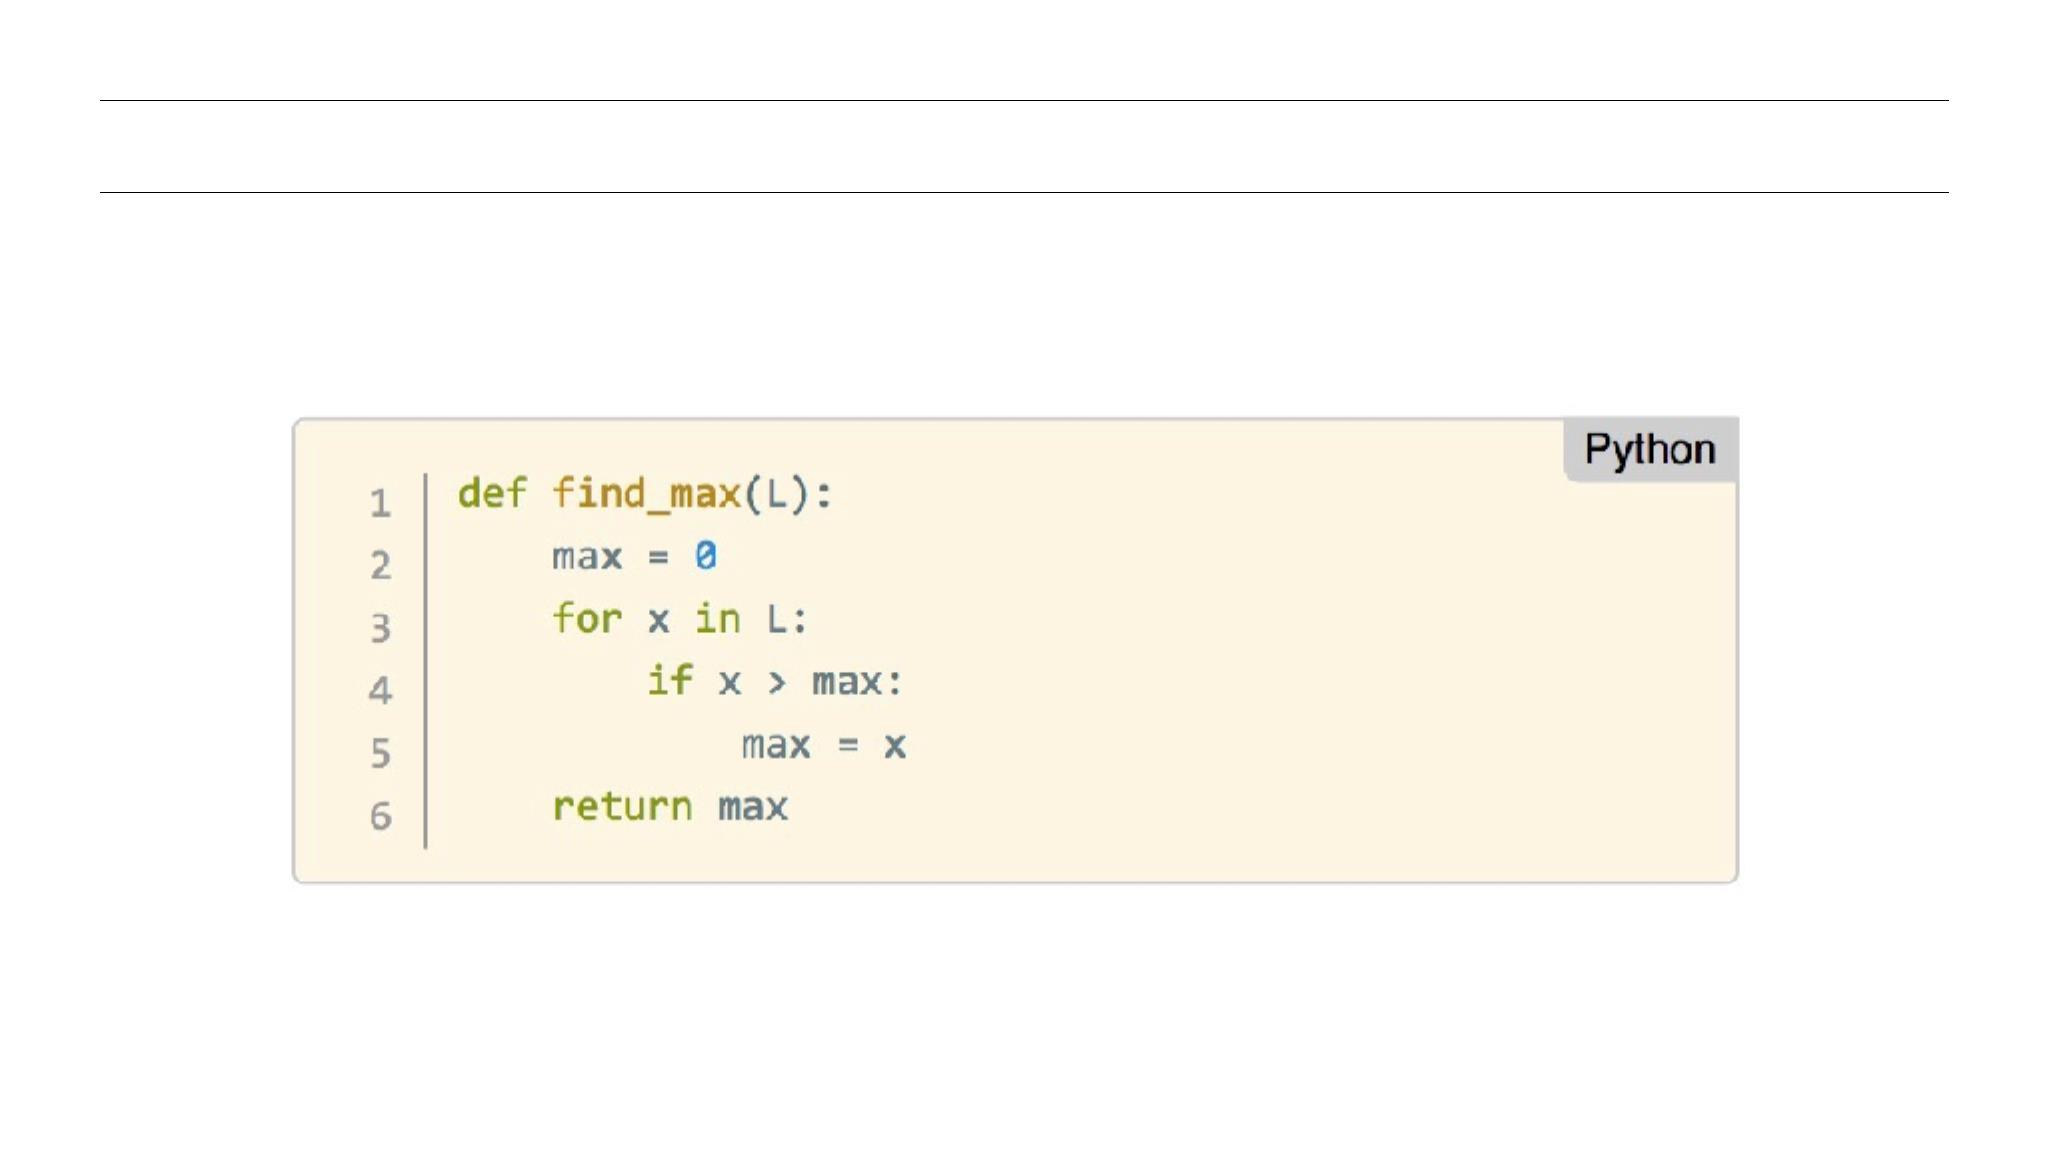 Python
1 def find_max(L):
2     max = 0
3     for x in L:
4         if x > max:
5             max = x
6     return max